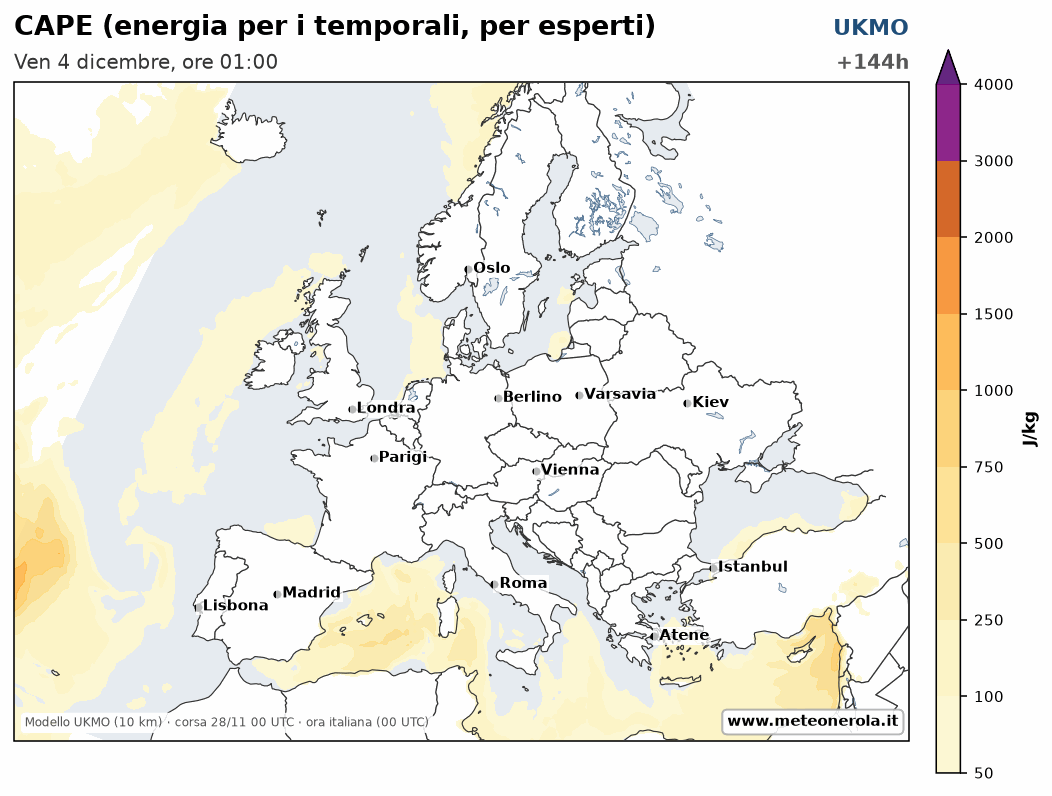 CAPE (energia per i temporali, per esperti)
UKMO
Ven 4 dicembre, ore 01:00
+144h
4000
3000
2000
1500
1000
750
500
250
100
50
J/kg
Oslo
Londra
Berlino
Varsavia
Kiev
Parigi
Vienna
Istanbul
Roma
Madrid
Lisbona
Atene
Modello UKMO (10 km) · corsa 28/11 00 UTC · ora italiana (00 UTC)
www.meteonerola.it